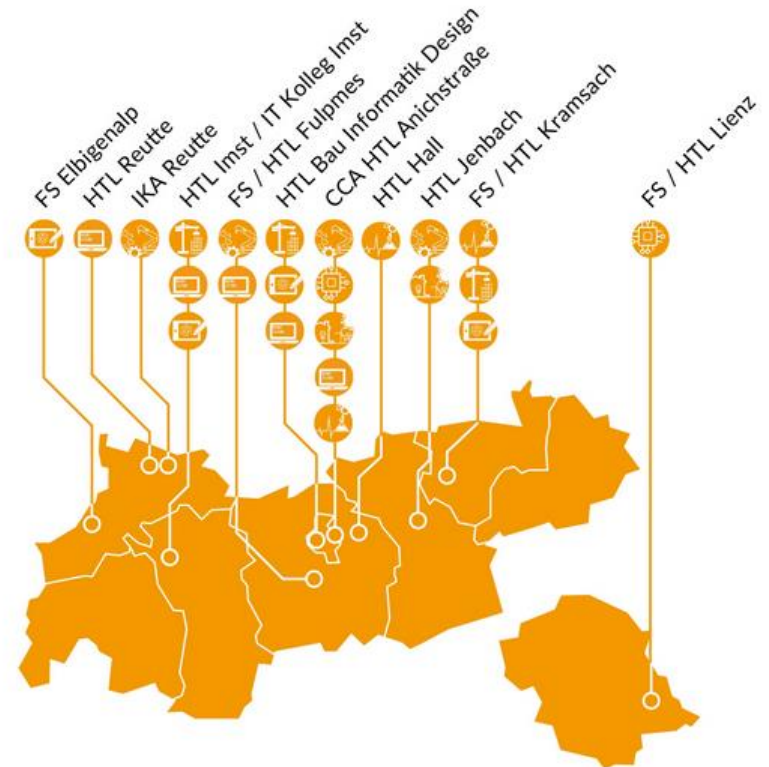 FS Elbigenalp
HTL Reutte
IKA Reutte
HTL Imst / IT Kolleg Imst
FS / HTL Fulpmes
HTL Bau Informatik Design
CCA HTL Anichstraße
HTL Hall
HTL Jenbach
FS / HTL Kramsach
FS / HTL Lienz